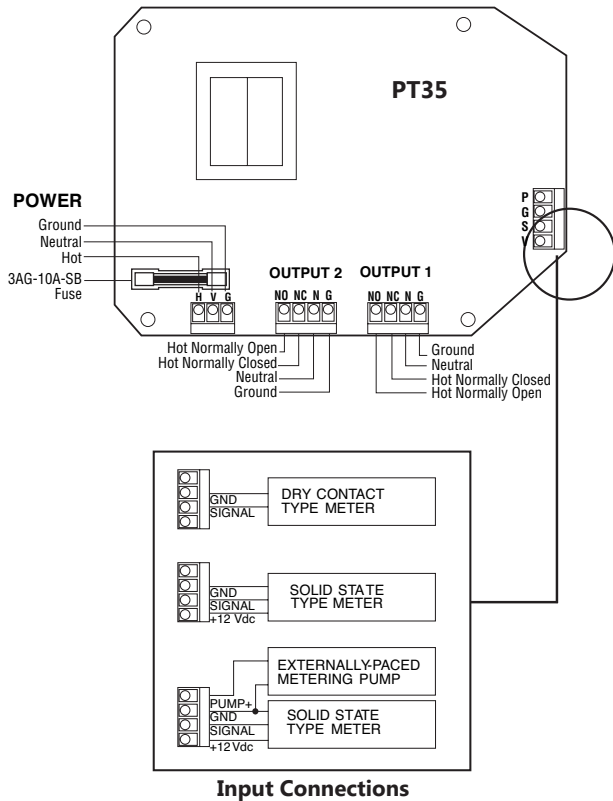 PT35
P
G
S
V
POWER
Ground
Neutral
Hot
3AG-10A-SB
Fuse
H V G
OUTPUT 2
NO NC N G
OUTPUT 1
NO NC N G
Hot Normally Open
Hot Normally Closed
Neutral
Ground
Ground
Neutral
Hot Normally Closed
Hot Normally Open
GND
SIGNAL
DRY CONTACT
TYPE METER
GND
SIGNAL
+12 Vdc
SOLID STATE
TYPE METER
EXTERNALLY-PACED
METERING PUMP
PUMP+
GND
SIGNAL
+12 Vdc
SOLID STATE
TYPE METER
Input Connections